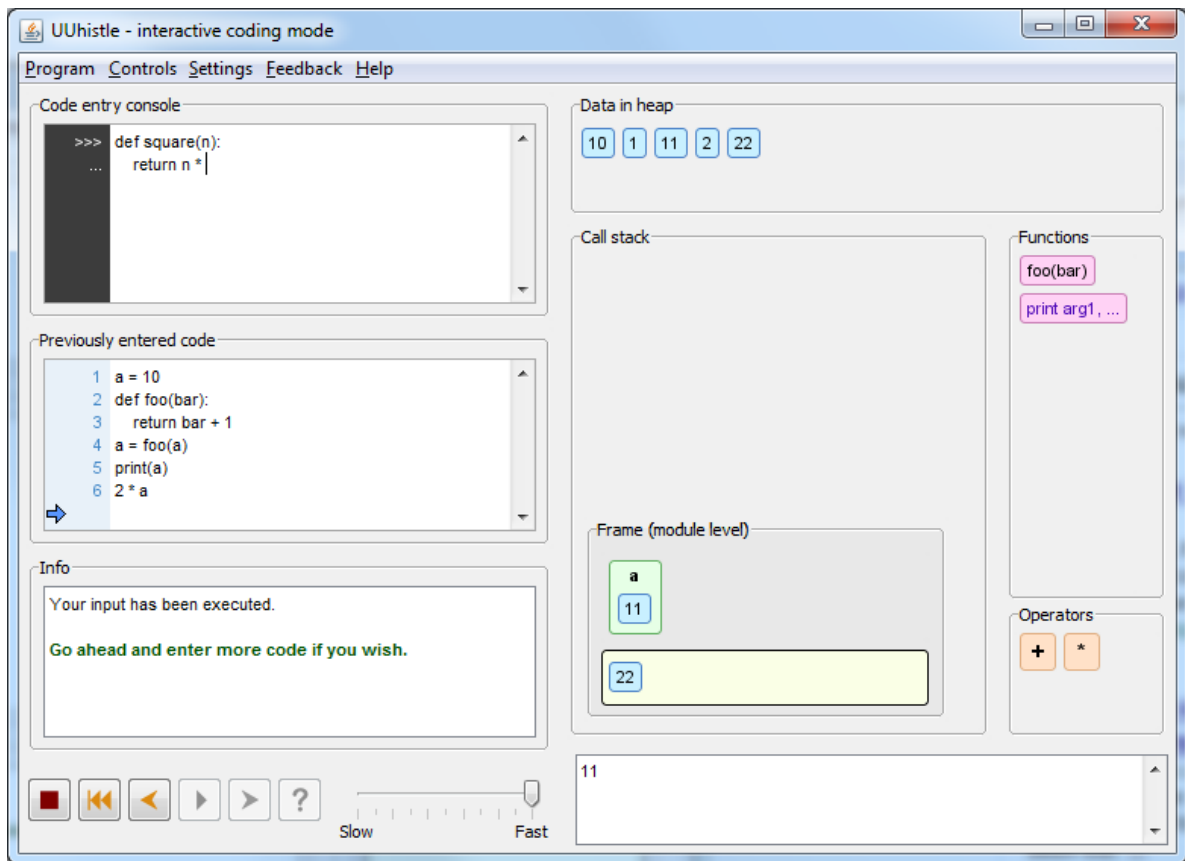 UUhistle - interactive coding mode
Program Controls Settings Feedback Help
Code entry console
>>> def square(n):
... return n *
Previously entered code
1 a = 10
2 def foo(bar):
3 return bar + 1
4 a = foo(a)
5 print(a)
6 2 * a
Info
Your input has been executed.
Go ahead and enter more code if you wish.
?
Slow Fast
Data in heap
10 1 11 2 22
Call stack
Frame (module level)
a
11
22
Functions
foo(bar)
print arg1, ...
Operators
+ *
11